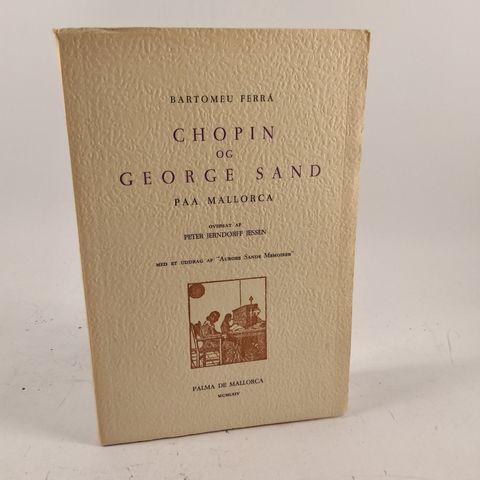 BARTOMEU FERRÁ
CHOPIN
OG
GEORGE SAND
PAA MALLORCA
OVERSAT AF
PETER JERNDORFF JESSEN
MED ET UDDRAG AF "AURORE SANDS MEMOIRER"
PALMA DE MALLORCA
MCMLXIV